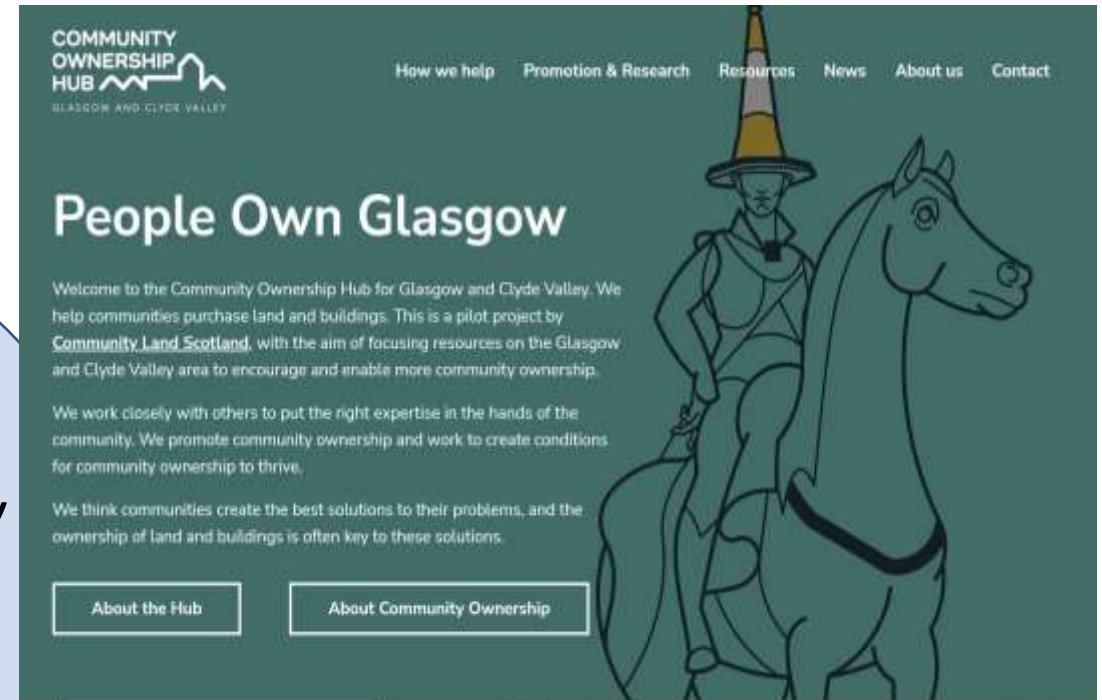 COMMUNITY
OWNERSHIP
HUB
GLASGOW AND CLYDE VALLEY
How we help Promotion & Research Resources News About us Contact
People Own Glasgow
Welcome to the Community Ownership Hub for Glasgow and Clyde Valley. We
help communities purchase land and buildings. This is a pilot project by
Community Land Scotland, with the aim of focusing resources on the Glasgow
and Clyde Valley area to encourage and enable more community ownership.
We work closely with others to put the right expertise in the hands of the
community. We promote community ownership and work to create conditions
for community ownership to thrive.
We think communities create the best solutions to their problems, and the
ownership of land and buildings is often key to these solutions.
About the Hub About Community Ownership